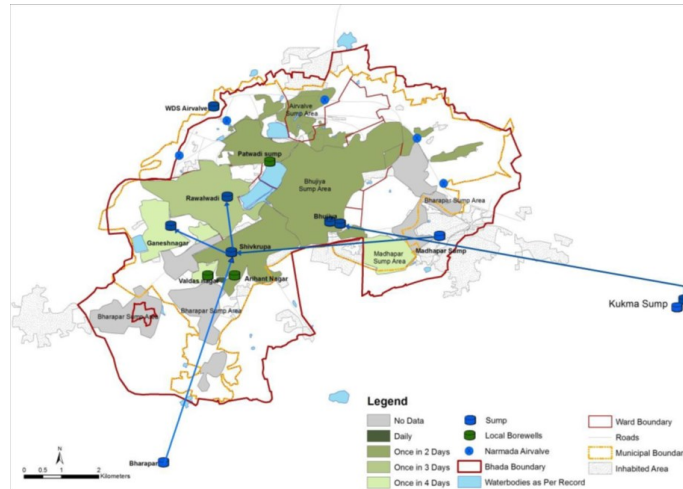 WDS Airvalve
Airvalve
Sump Area
Patwadi sump
Bhujiya
Sump Area
Rawalwadi
Bharapar Sump Area
Bhujiya
Ganeshnagar
Shivkrupa
Madhapar Sump
Madhapar
Sump Area
Valdas nagar
Arihant Nagar
Kukma Sump
Bharapar Sump Area
Bharapar Sump Area
Bharapar
N
0 0.5 1 2
Kilometers
Legend
No Data
Daily
Once in 2 Days
Once in 3 Days
Once in 4 Days
Sump
Local Borewells
Narmada Airvalve
Bhada Boundary
Waterbodies as Per Record
Ward Boundary
Roads
Municipal Boundar
Inhabited Area